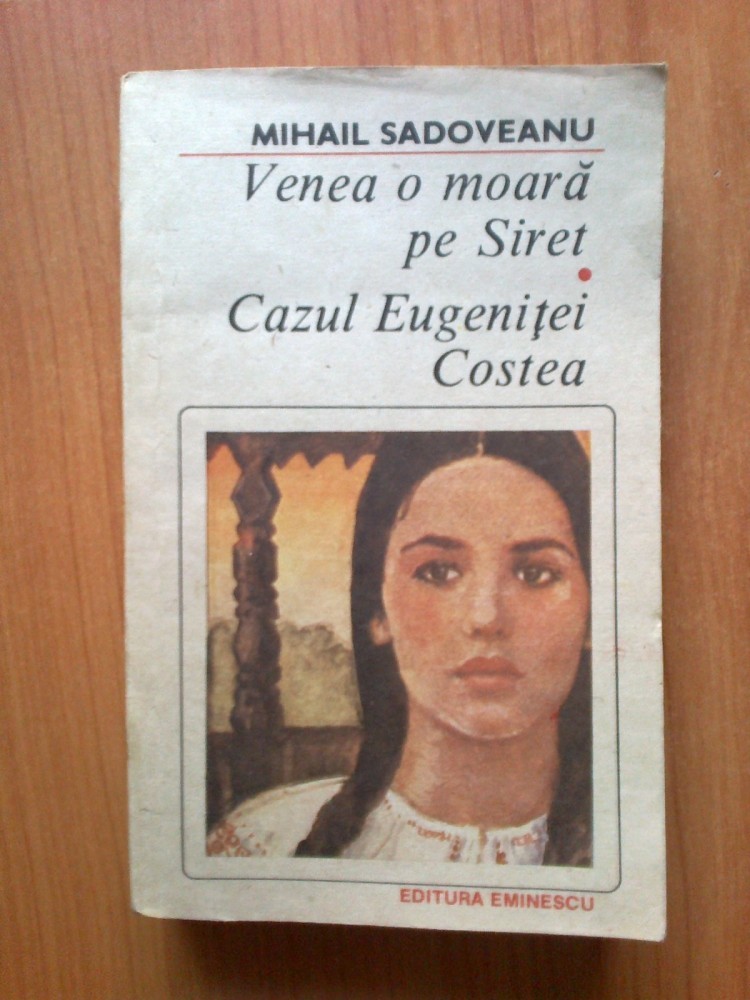 MIHAIL SADOVEANU
Venea o moară
pe Siret
Cazul Eugeniţei
Costea
EDITURA EMINESCU